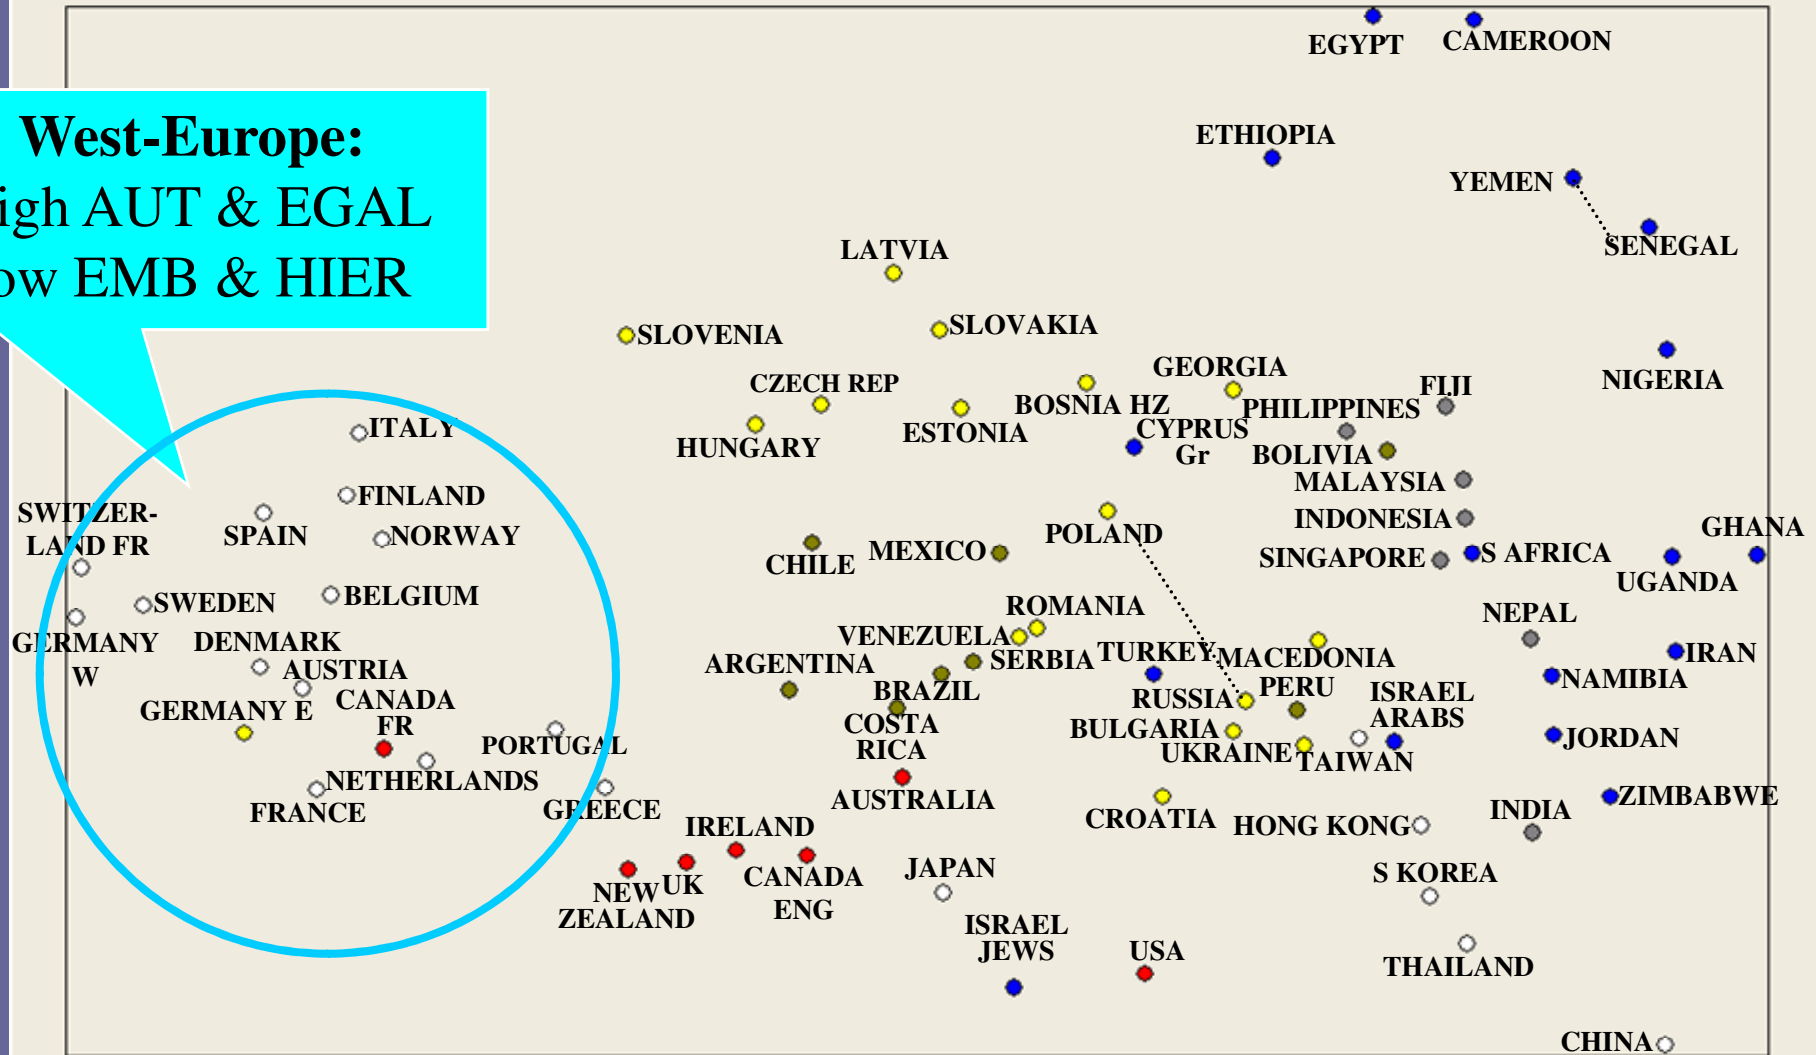 EGYPT
CAMEROON
West-Europe:
igh AUT & EGAL
ow EMB & HIER
ETHIOPIA
YEMEN
SENEGAL
LATVIA
SLOVENIA
SLOVAKIA
GEORGIA
NIGERIA
CZECH REP
FIJI
BOSNIA HZ
PHILIPPINES
ITALY
HUNGARY
ESTONIA
CYPRUS
Gr
BOLIVIA
MALAYSIA
FINLAND
SWITZER-
LAND FR
SPAIN
NORWAY
POLAND
INDONESIA
GHANA
CHILE
MEXICO
SINGAPORE
S AFRICA
UGANDA
SWEDEN
BELGIUM
ROMANIA
NEPAL
GERMANY
W
DENMARK
VENEZUELA
SERBIA
TURKEY
MACEDONIA
IRAN
AUSTRIA
ARGENTINA
NAMIBIA
CANADA
FR
BRAZIL
RUSSIA
PERU
ISRAEL
ARABS
GERMANY E
COSTA
RICA
BULGARIA
JORDAN
PORTUGAL
UKRAINE
TAIWAN
NETHERLANDS
FRANCE
GREECE
AUSTRALIA
CROATIA
HONG KONG
INDIA
ZIMBABWE
IRELAND
NEW
ZEALAND
UK
CANADA
ENG
JAPAN
S KOREA
ISRAEL
JEWS
USA
THAILAND
CHINA